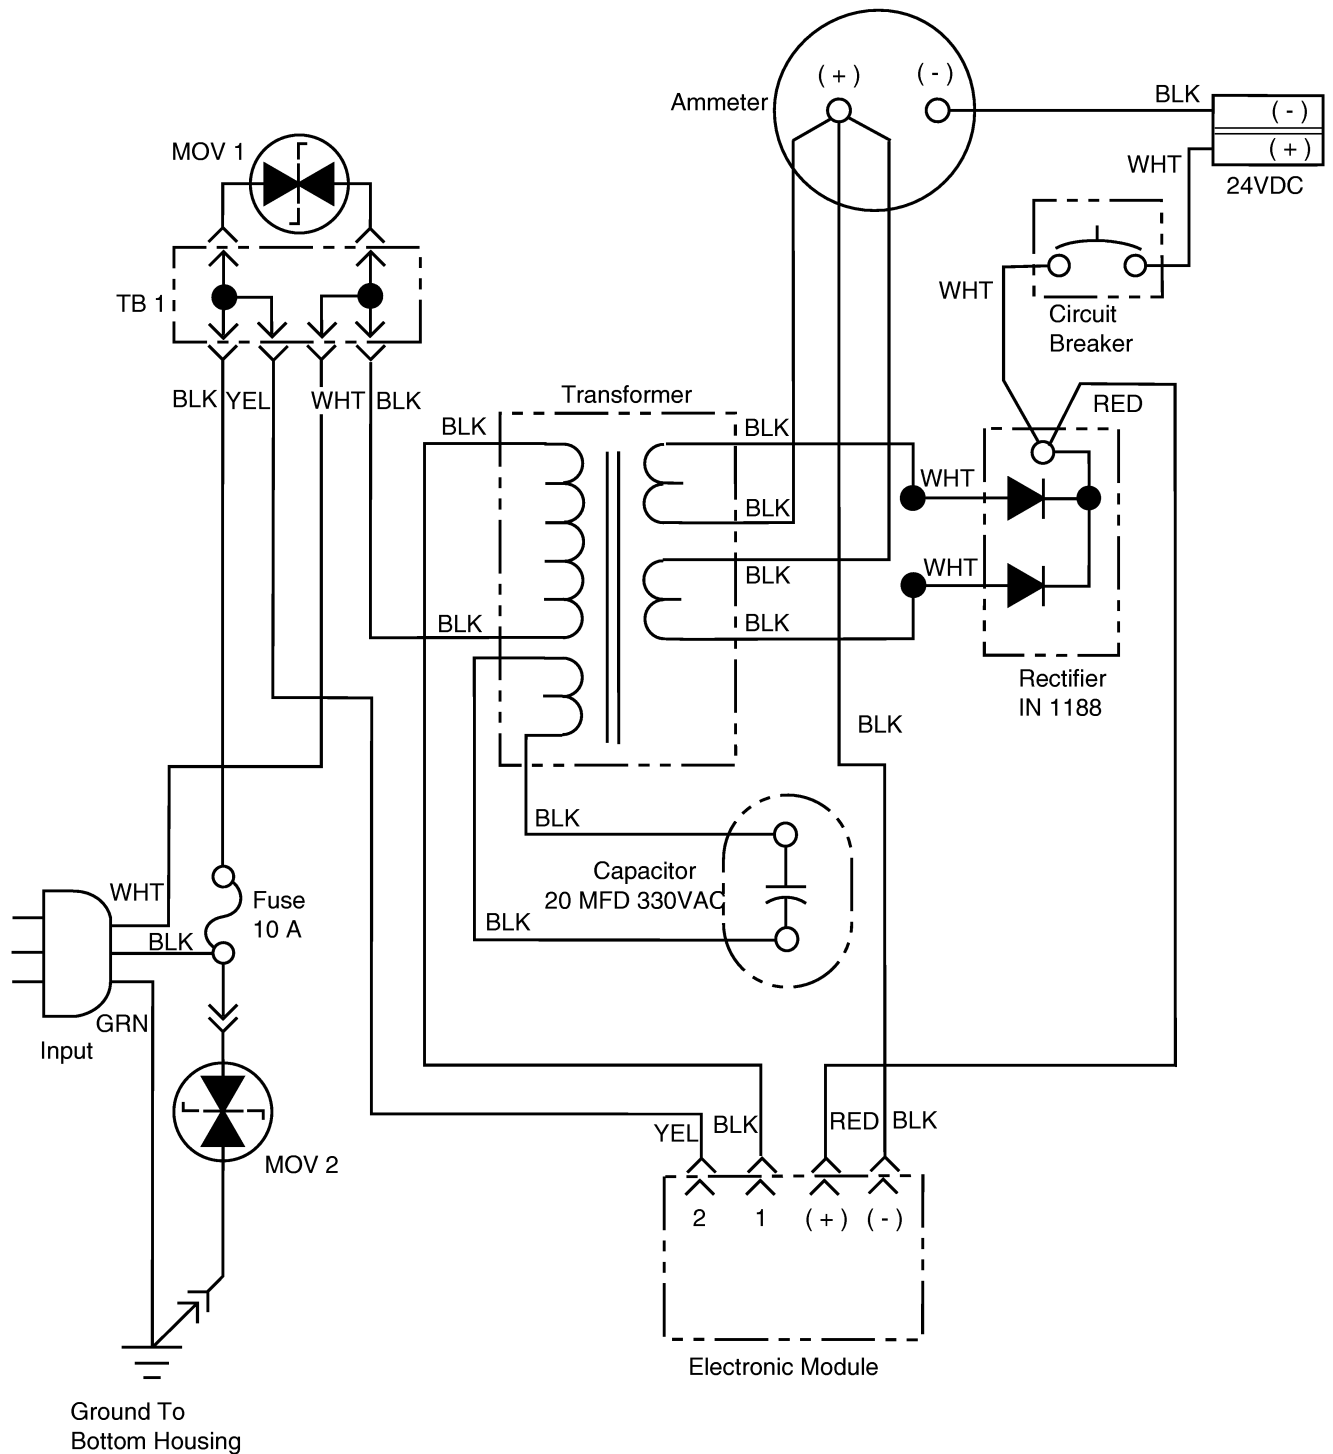 ( + )
( - )
Ammeter
BLK
( - )
( + )
WHT
24VDC
MOV 1
TB 1
WHT
Circuit
Breaker
BLK
YEL
WHT
BLK
Transformer
BLK
BLK
RED
WHT
BLK
BLK
WHT
BLK
BLK
Rectifier
IN 1188
BLK
BLK
Capacitor
20 MFD 330VAC
BLK
WHT
Fuse
10 A
BLK
GRN
Input
MOV 2
YEL
BLK
RED
BLK
2
1
( + )
( - )
Electronic Module
Ground To
Bottom Housing